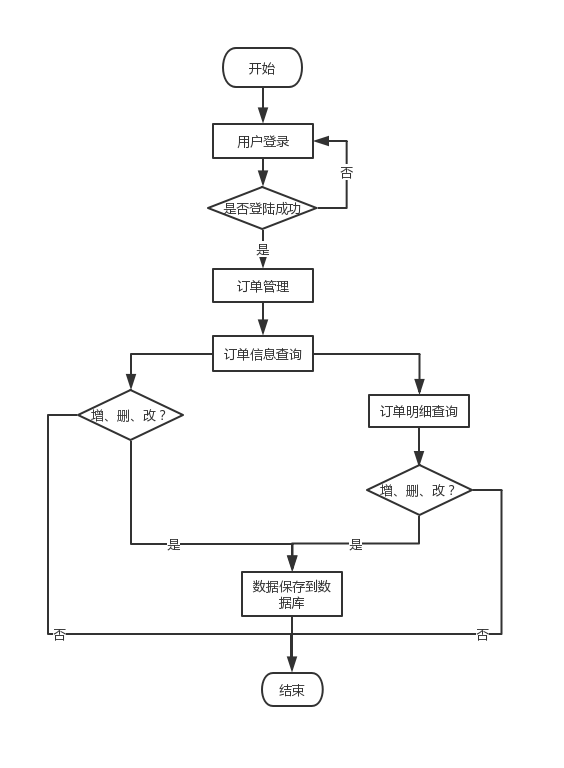 开始
用户登录
否
是否登陆成功
是
订单管理
订单信息查询
增、删、改？
订单明细查询
增、删、改？
是
是
数据保存到数
据库
否
否
结束